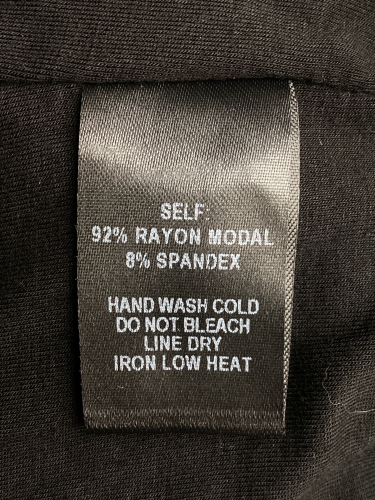 SELF:
92% RAYON MODAL
8% SPANDEX
HAND WASH COLD
DO NOT BLEACH
LINE DRY
IRON LOW HEAT